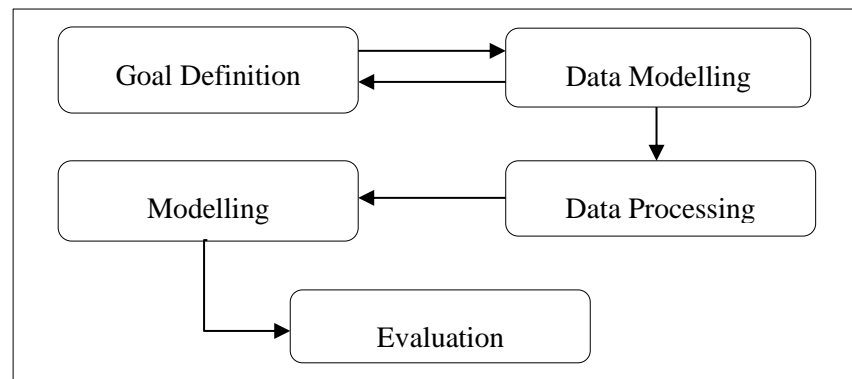 Goal Definition
Data Modelling
Modelling
Data Processing
Evaluation